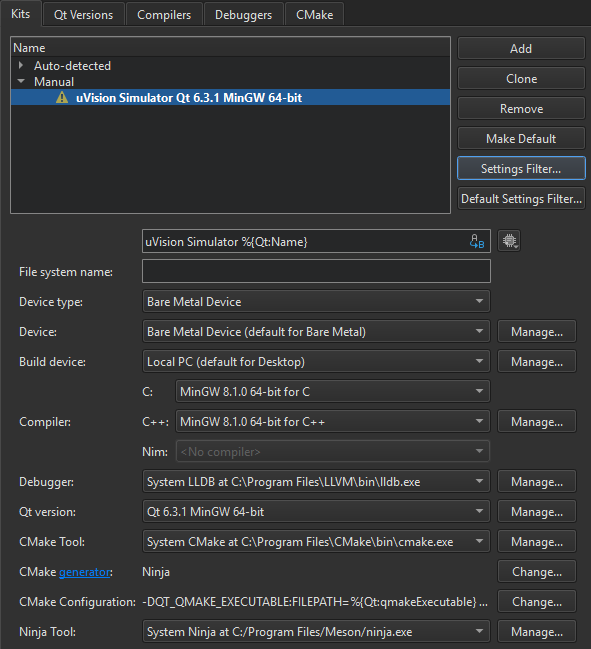 Kits Qt Versions Compilers Debuggers CMake
Name
Auto-detected
Manual
uVision Simulator Qt 6.3.1 MinGW 64-bit
Add
Clone
Remove
Make Default
Settings Filter...
Default Settings Filter...
uVision Simulator %{Qt:Name}
File system name:
Device type: Bare Metal Device
Device: Bare Metal Device (default for Bare Metal) Manage...
Build device: Local PC (default for Desktop) Manage...
C: MinGW 8.1.0 64-bit for C
Compiler: C++: MinGW 8.1.0 64-bit for C++ Manage...
Nim: <No compiler>
Debugger: System LLDB at C:\Program Files\LLVM\bin\lldb.exe Manage...
Qt version: Qt 6.3.1 MinGW 64-bit Manage...
CMake Tool: System CMake at C:\Program Files\CMake\bin\cmake.exe Manage...
CMake generator: Ninja Change...
CMake Configuration: -DQT_QMAKE_EXECUTABLE:FILEPATH=%{Qt:qmakeExecutable} ... Change...
Ninja Tool: System Ninja at C:/Program Files/Meson/ninja.exe Manage...